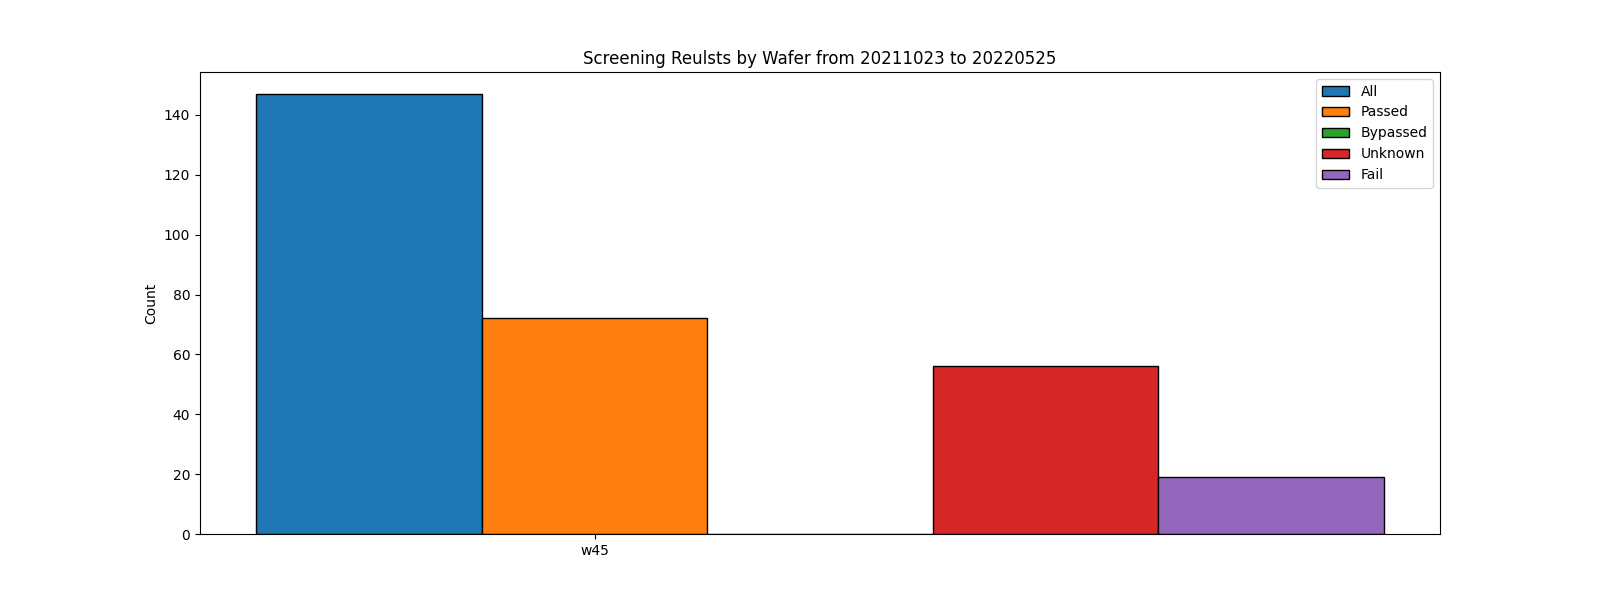 Screening Reulsts by Wafer from 20211023 to 20220525
All
Passed
Bypassed
Unknown
Fail
140
120
100
80
60
40
20
0
Count
w45